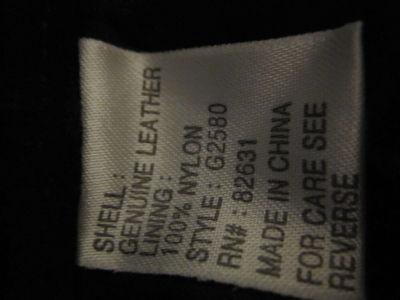 SHELL :
GENUINE LEATHER
LINING :
100% NYLON
STYLE : G2580
RN# : 82631
MADE IN CHINA
FOR CARE SEE
REVERSE